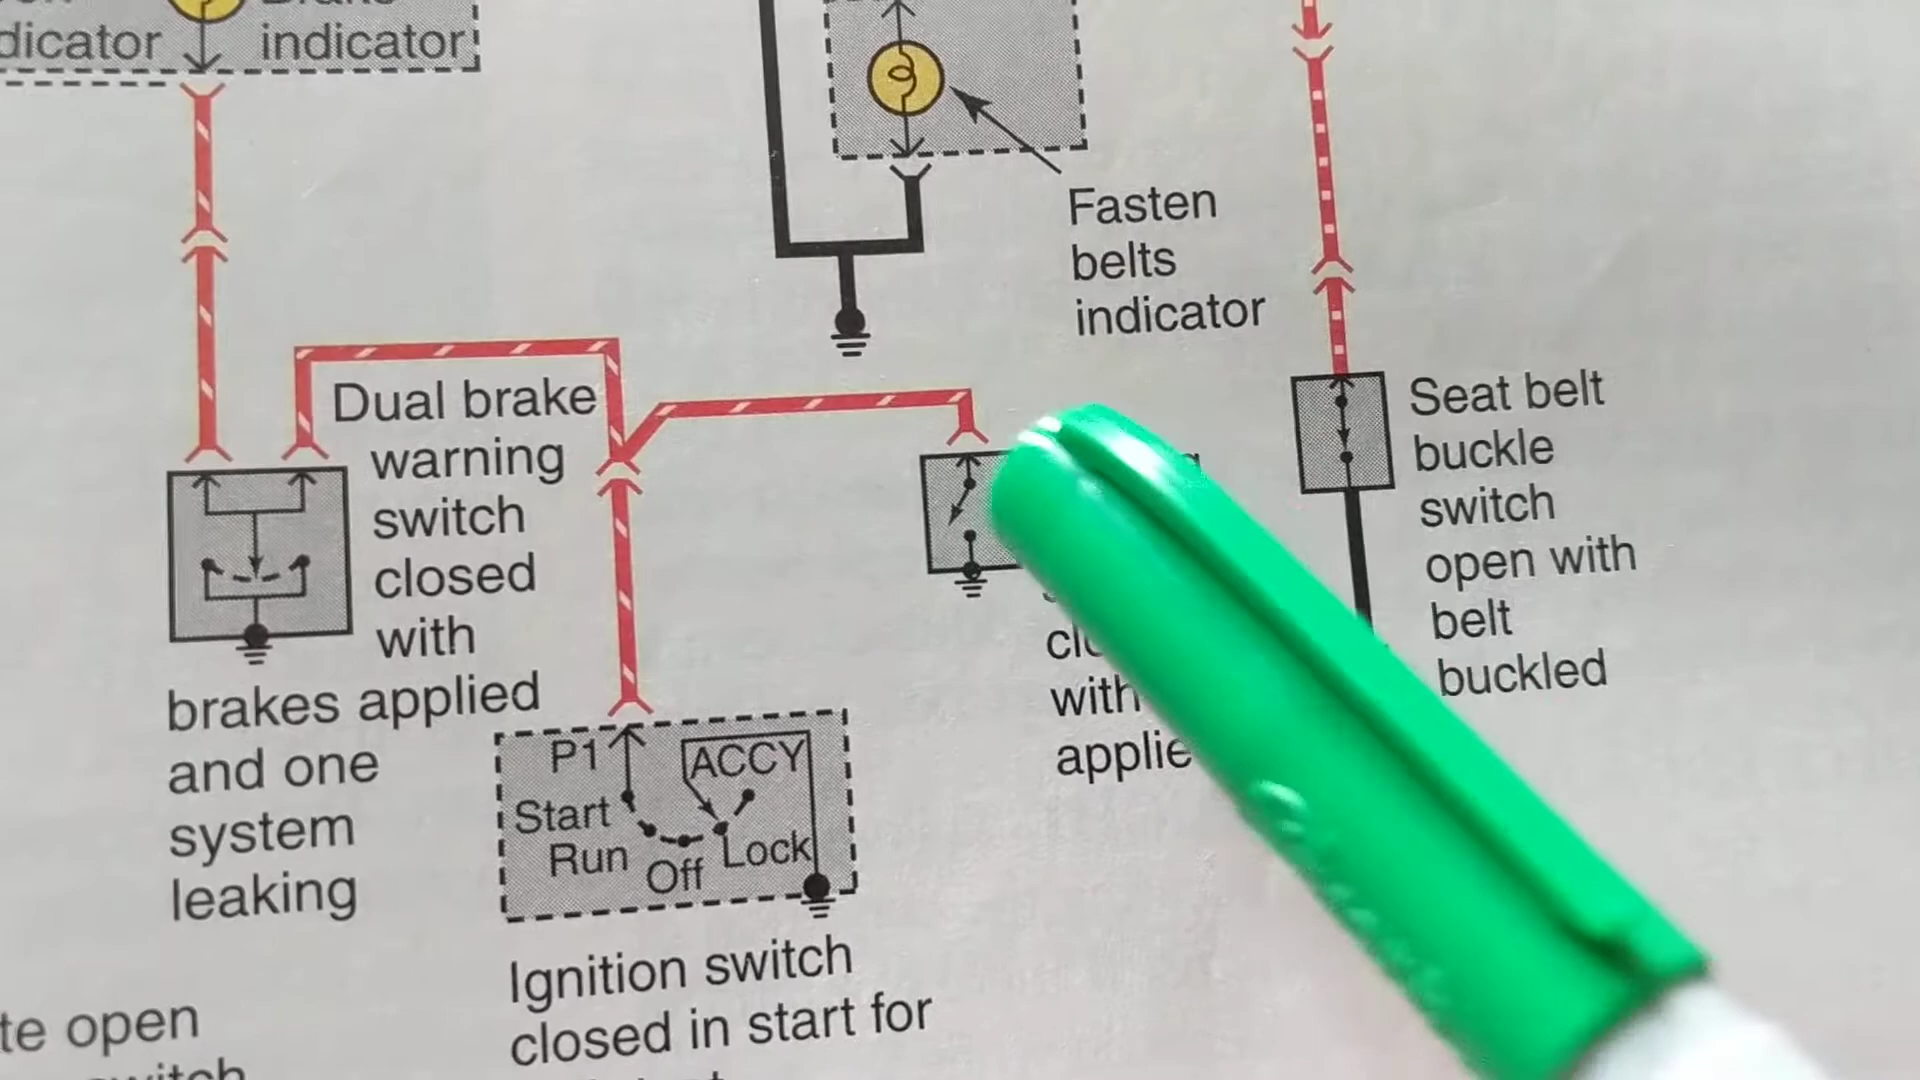 dicator
indicator
Fasten
belts
indicator
Dual brake
warning
switch
closed
with
brakes applied
and one
system
leaking
Seat belt
buckle
switch
open with
belt
buckled
with
applie
P1
ACCY
Start
Run
Off
Lock
Ignition switch
closed in start for
te open